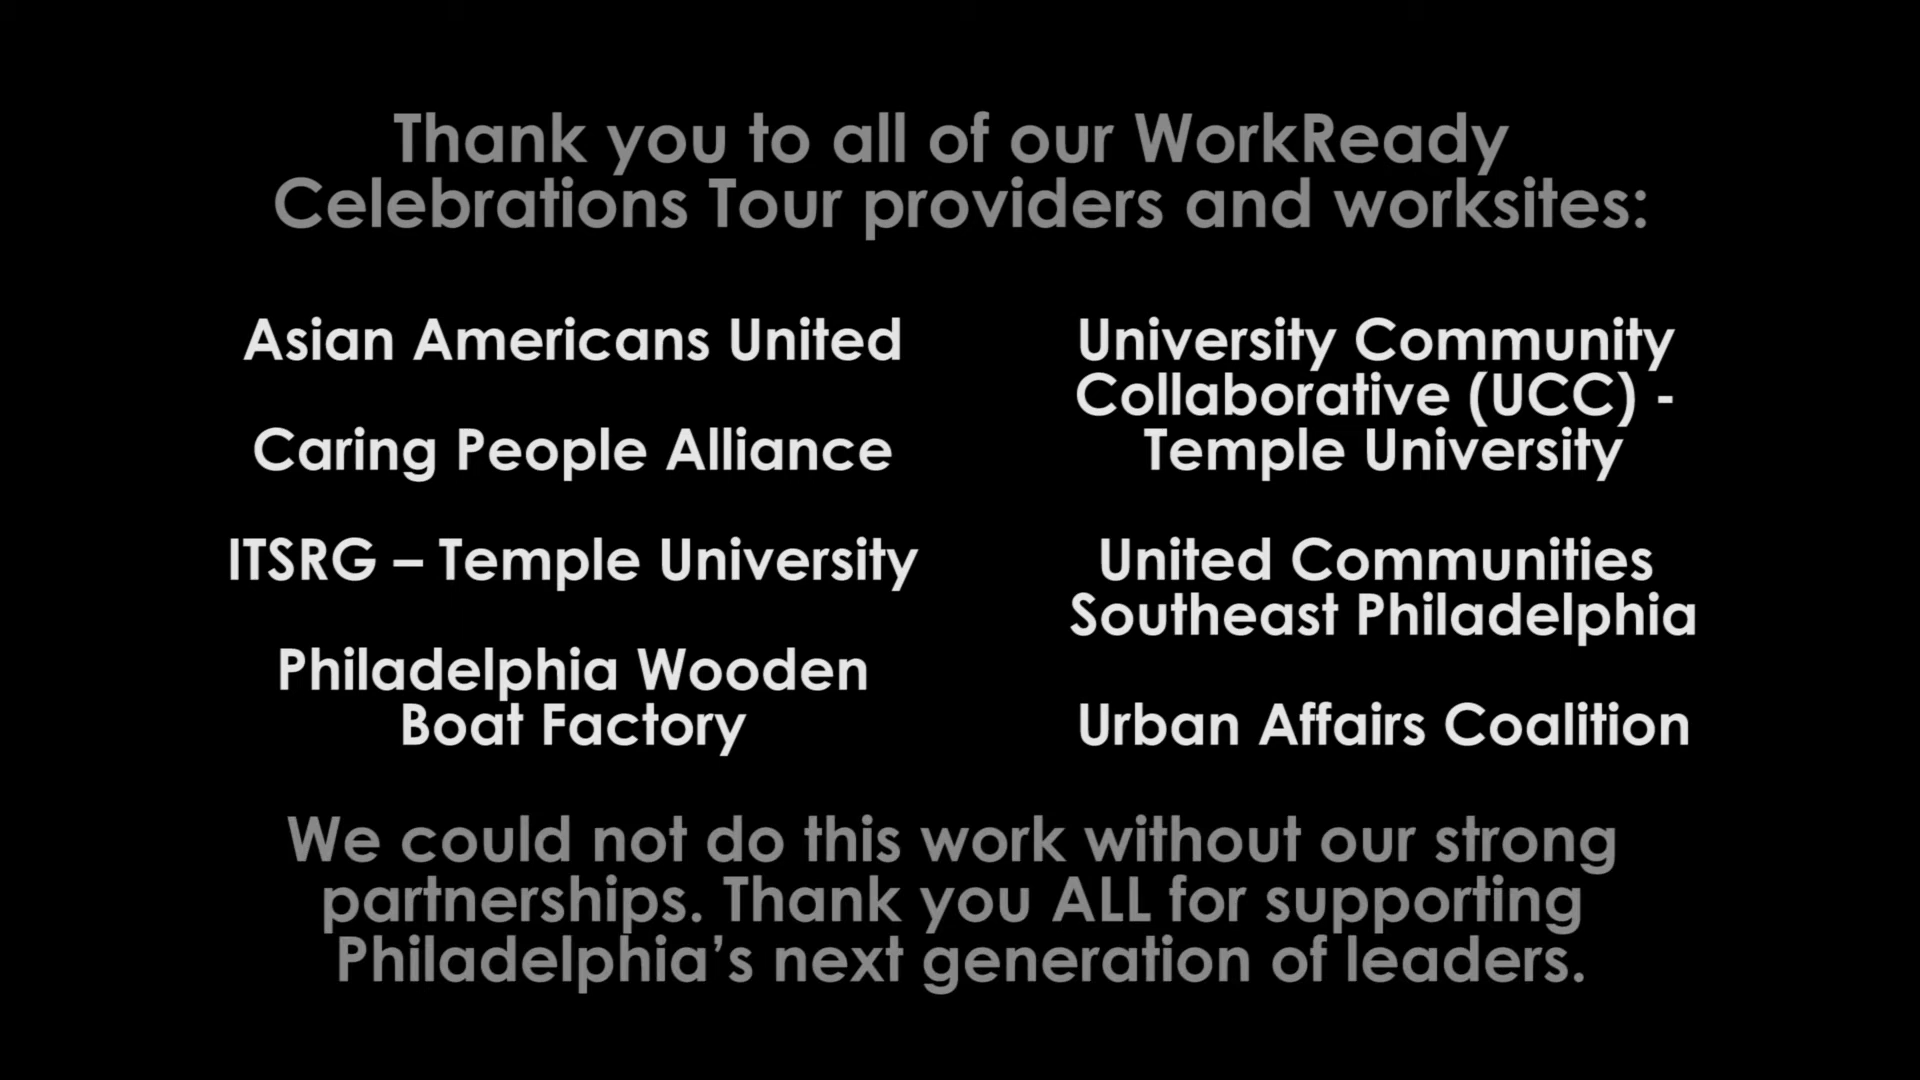 Thank you to all of our WorkReady
Celebrations Tour providers and worksites:
Asian Americans United
Caring People Alliance
ITSRG – Temple University
Philadelphia Wooden
Boat Factory
University Community
Collaborative (UCC) -
Temple University
United Communities
Southeast Philadelphia
Urban Affairs Coalition
We could not do this work without our strong
partnerships. Thank you ALL for supporting
Philadelphia’s next generation of leaders.